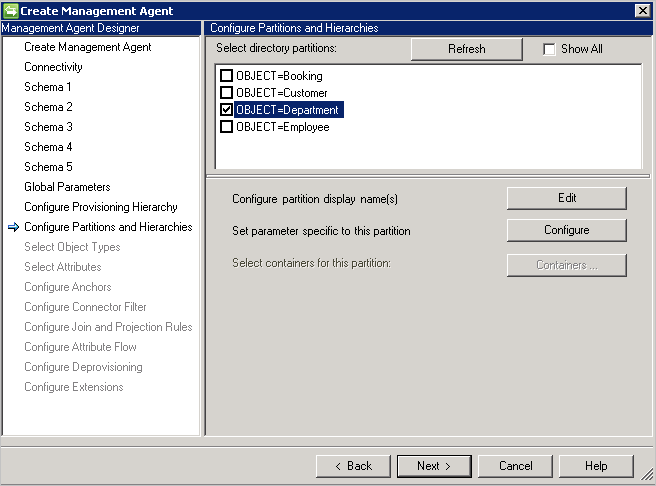 Create Management Agent
Management Agent Designer
Create Management Agent
Connectivity
Schema 1
Schema 2
Schema 3
Schema 4
Schema 5
Global Parameters
Configure Provisioning Hierarchy
Configure Partitions and Hierarchies
Select Object Types
Select Attributes
Configure Anchors
Configure Connector Filter
Configure Join and Projection Rules
Configure Attribute Flow
Configure Deprovisioning
Configure Extensions
Configure Partitions and Hierarchies
Select directory partitions: Refresh Show All
OBJECT=Booking
OBJECT=Customer
OBJECT=Department
OBJECT=Employee
Configure partition display name(s) Edit
Set parameter specific to this partition Configure
Select containers for this partition: Containers ...
< Back Next > Cancel Help